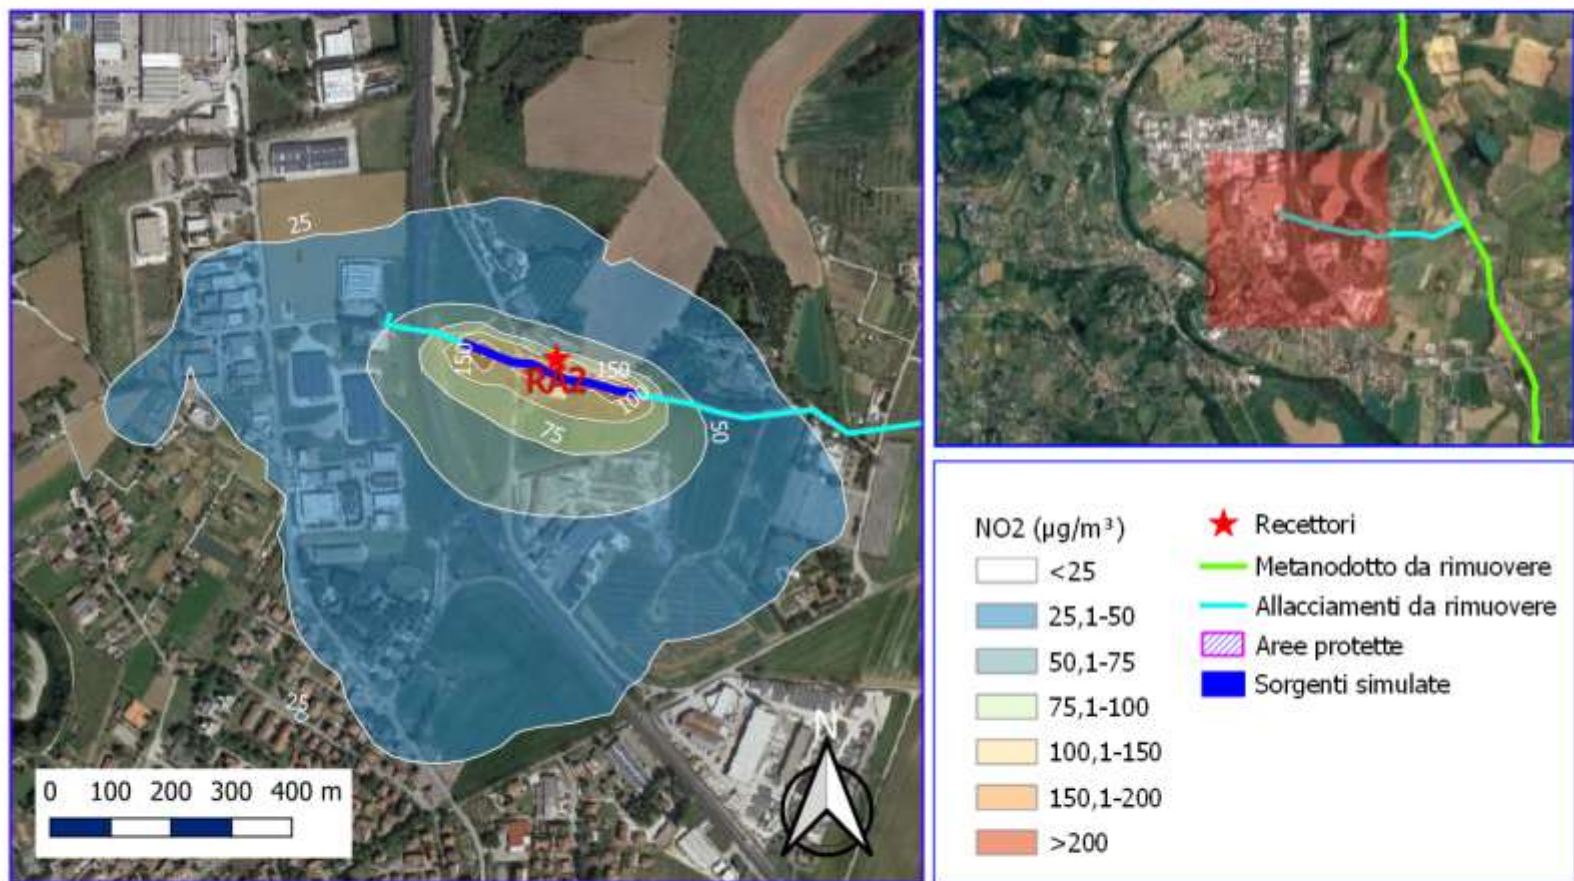 25
150
150
RA2
100
75
50
25
N
0 100 200 300 400 m
NO2 (µg/m³)
<25
25,1-50
50,1-75
75,1-100
100,1-150
150,1-200
>200
Recettori
Metanodotto da rimuovere
Allacciamenti da rimuovere
Aree protette
Sorgenti simulate